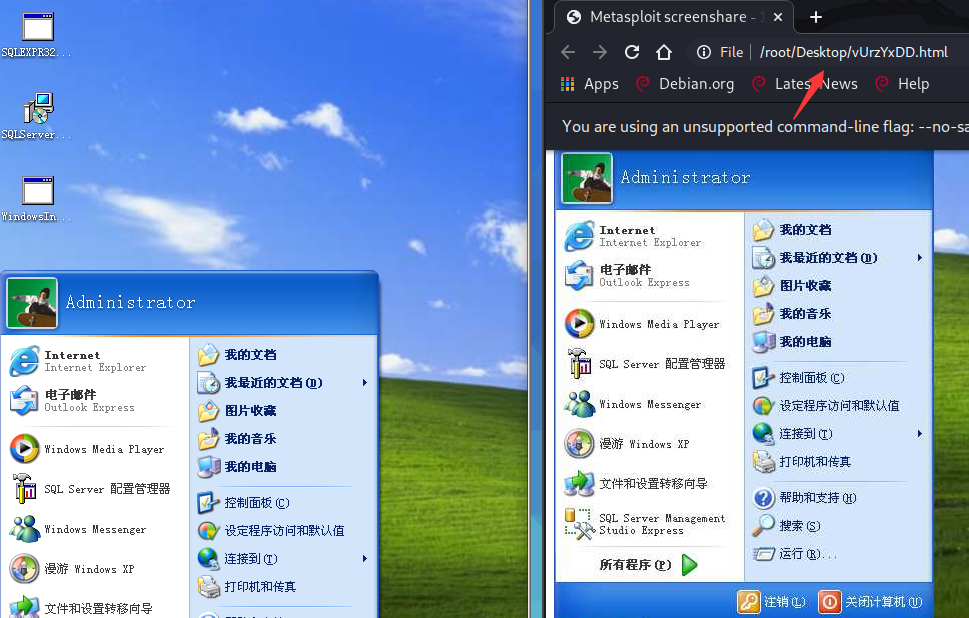 SQLEXPR32...
SQLServer...
WindowsIn...
Administrator
Internet
Internet Explorer
电子邮件
Outlook Express
Windows Media Player
SQL Server 配置管理器
Windows Messenger
漫游 Windows XP
文件和设置转移向导
我的文档
我最近的文档(D)
图片收藏
我的音乐
我的电脑
控制面板(C)
设定程序访问和默认值
连接到(T)
打印机和传真
Metasploit screenshare -
File
/root/Desktop/vUrzYxDD.html
Apps
Debian.org
Latest News
Help
You are using an unsupported command-line flag: --no-sa
Administrator
Internet
Internet Explorer
电子邮件
Outlook Express
Windows Media Player
SQL Server 配置管理器
Windows Messenger
漫游 Windows XP
文件和设置转移向导
SQL Server Management
Studio Express
所有程序(P)
我的文档
我最近的文档(D)
图片收藏
我的音乐
我的电脑
控制面板(C)
设定程序访问和默认值
连接到(T)
打印机和传真
帮助和支持(H)
搜索(S)
运行(R)...
注销(L)
关闭计算机(U)